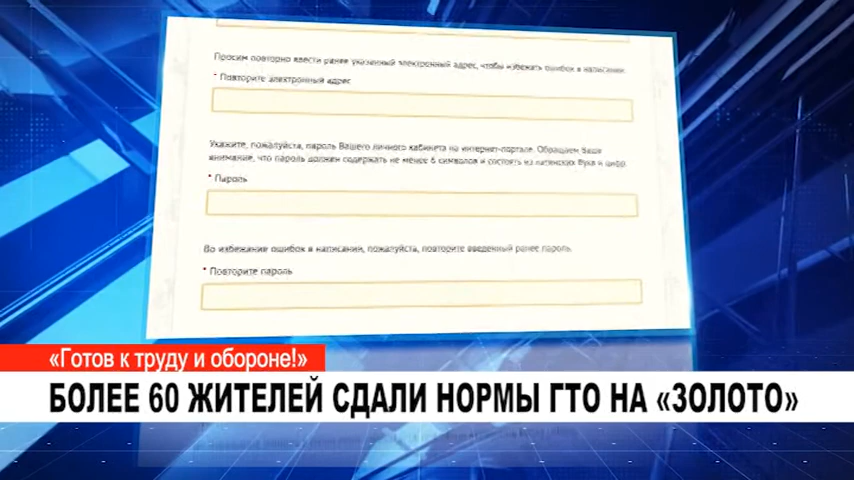 Просим повторно ввести ранее указанный электронный адрес, чтобы избежать ошибок в написании.
* Повторите электронный адрес
Укажите, пожалуйста, пароль Вашего личного кабинета на интернет-портале. Обращаем Ваше
внимание, что пароль должен содержать не менее 6 символов и состоять из латинских букв и цифр.
* Пароль
Во избежание ошибок в написании, пожалуйста, повторите введенный ранее пароль.
* Повторите пароль
«Готов к труду и обороне!»
БОЛЕЕ 60 ЖИТЕЛЕЙ СДАЛИ НОРМЫ ГТО НА «ЗОЛОТО»